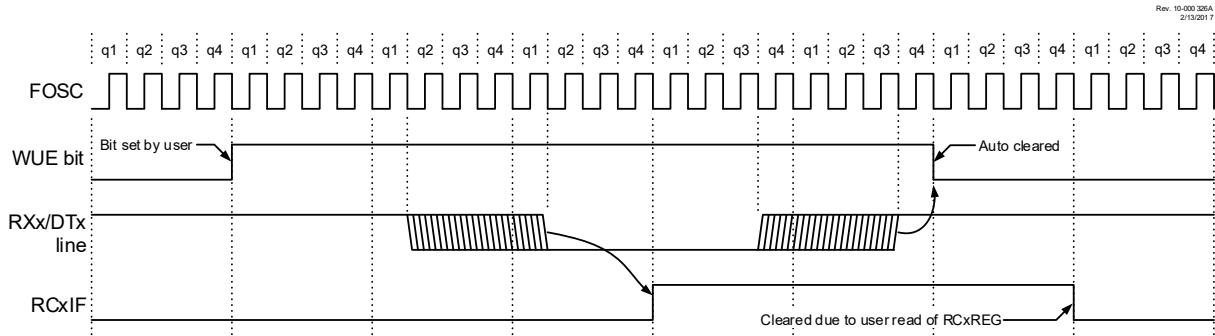 Rev. 10-000 326A
2/13/201 7
q1 q2 q3 q4 q1 q2 q3 q4 q1 q2 q3 q4 q1 q2 q3 q4 q1 q2 q3 q4 q1 q2 q3 q4 q1 q2 q3 q4 q1 q2 q3 q4
FOSC
WUE bit
Bit set by user
Auto cleared
RXx/DTx
line
RCxIF
Cleared due to user read of RCxREG